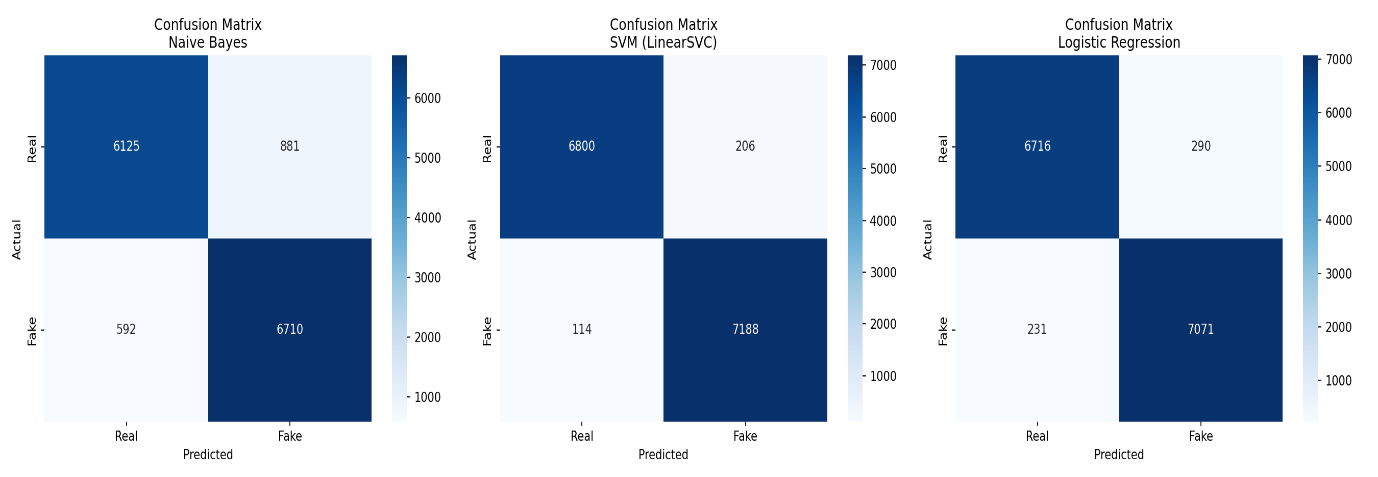 Confusion Matrix
Naive Bayes
Real
6125
881
Actual
Fake
592
6710
Real
Fake
Predicted
6000
5000
4000
3000
2000
1000
Confusion Matrix
SVM (LinearSVC)
Real
6800
206
Actual
Fake
114
7188
Real
Fake
Predicted
7000
6000
5000
4000
3000
2000
1000
Confusion Matrix
Logistic Regression
Real
6716
290
Actual
Fake
231
7071
Real
Fake
Predicted
7000
6000
5000
4000
3000
2000
1000